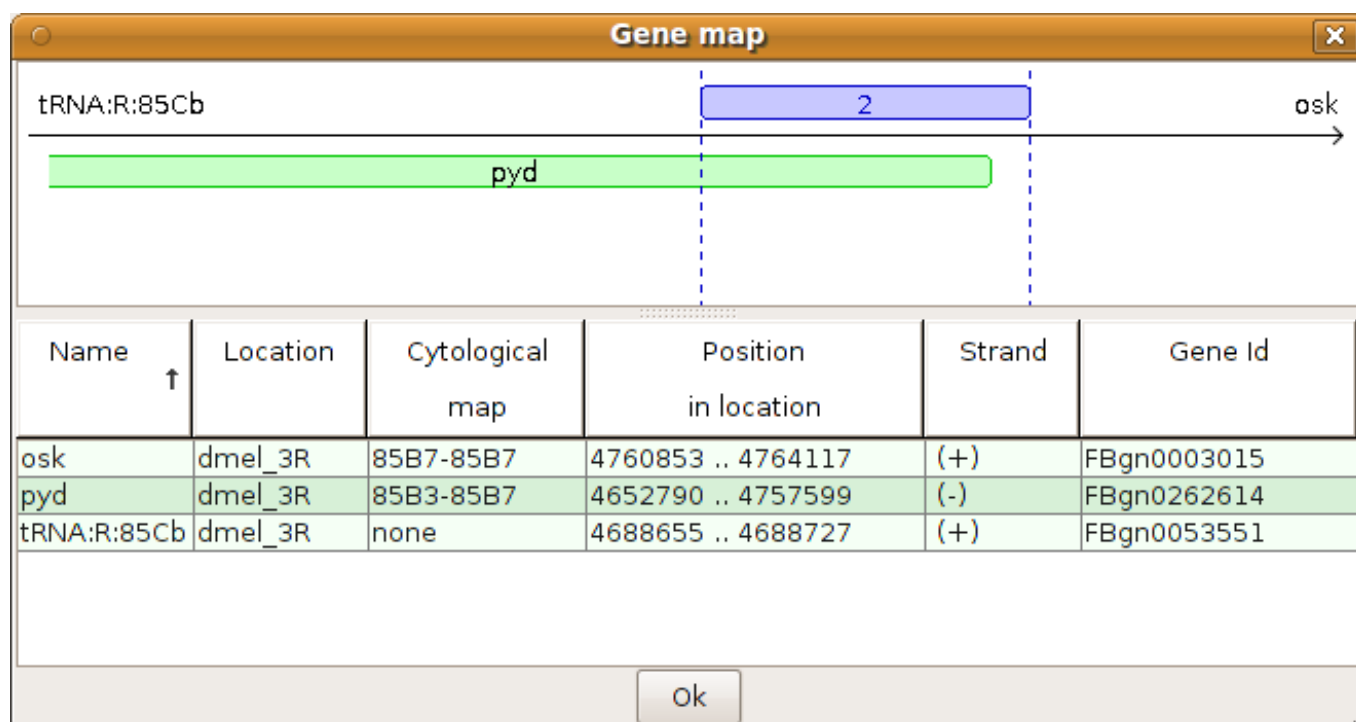 Gene map
tRNA:R:85Cb 2 osk
pyd
Name Location Cytological map Position in location Strand Gene Id
osk dmel_3R 85B7-85B7 4760853 .. 4764117 (+) FBgn0003015
pyd dmel_3R 85B3-85B7 4652790 .. 4757599 (-) FBgn0262614
tRNA:R:85Cb dmel_3R none 4688655 .. 4688727 (+) FBgn0053551
Ok